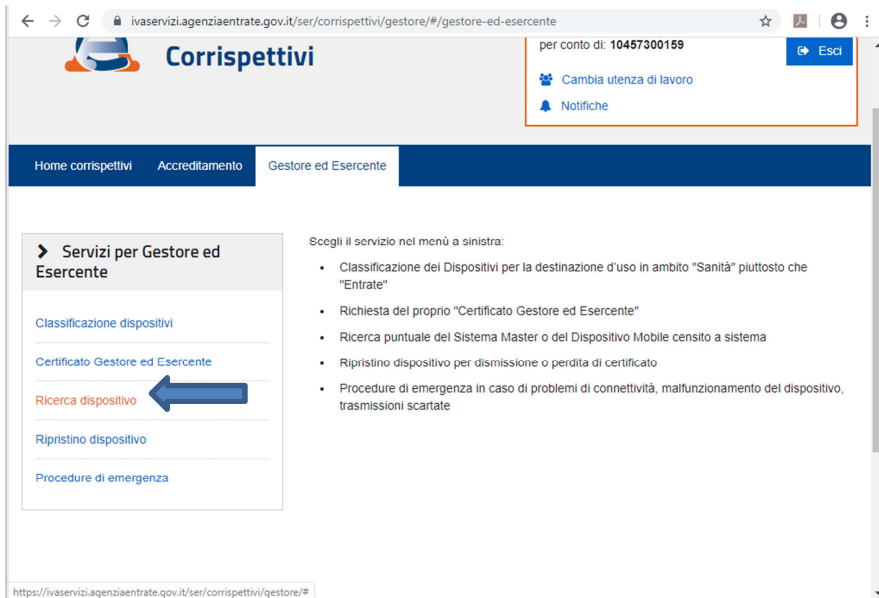 ivaservizi.agenziaentrate.gov.it/ser/corrispettivi/gestore/#/gestore-ed-esercente
Corrispettivi
per conto di: 10457300159
Esci
Cambia utenza di lavoro
Notifiche
Home corrispettivi Accreditamento Gestore ed Esercente
Servizi per Gestore ed
Esercente
Classificazione dispositivi
Certificato Gestore ed Esercente
Ricerca dispositivo
Ripristino dispositivo
Procedure di emergenza
Scegli il servizio nel menù a sinistra:
• Classificazione dei Dispositivi per la destinazione d'uso in ambito "Sanità" piuttosto che
"Entrate"
• Richiesta del proprio "Certificato Gestore ed Esercente"
• Ricerca puntuale del Sistema Master o del Dispositivo Mobile censito a sistema
• Ripristino dispositivo per dismissione o perdita di certificato
• Procedure di emergenza in caso di problemi di connettività, malfunzionamento del dispositivo,
trasmissioni scartate
https://ivaservizi.agenziaentrate.gov.it/ser/corrispettivi/gestore/#